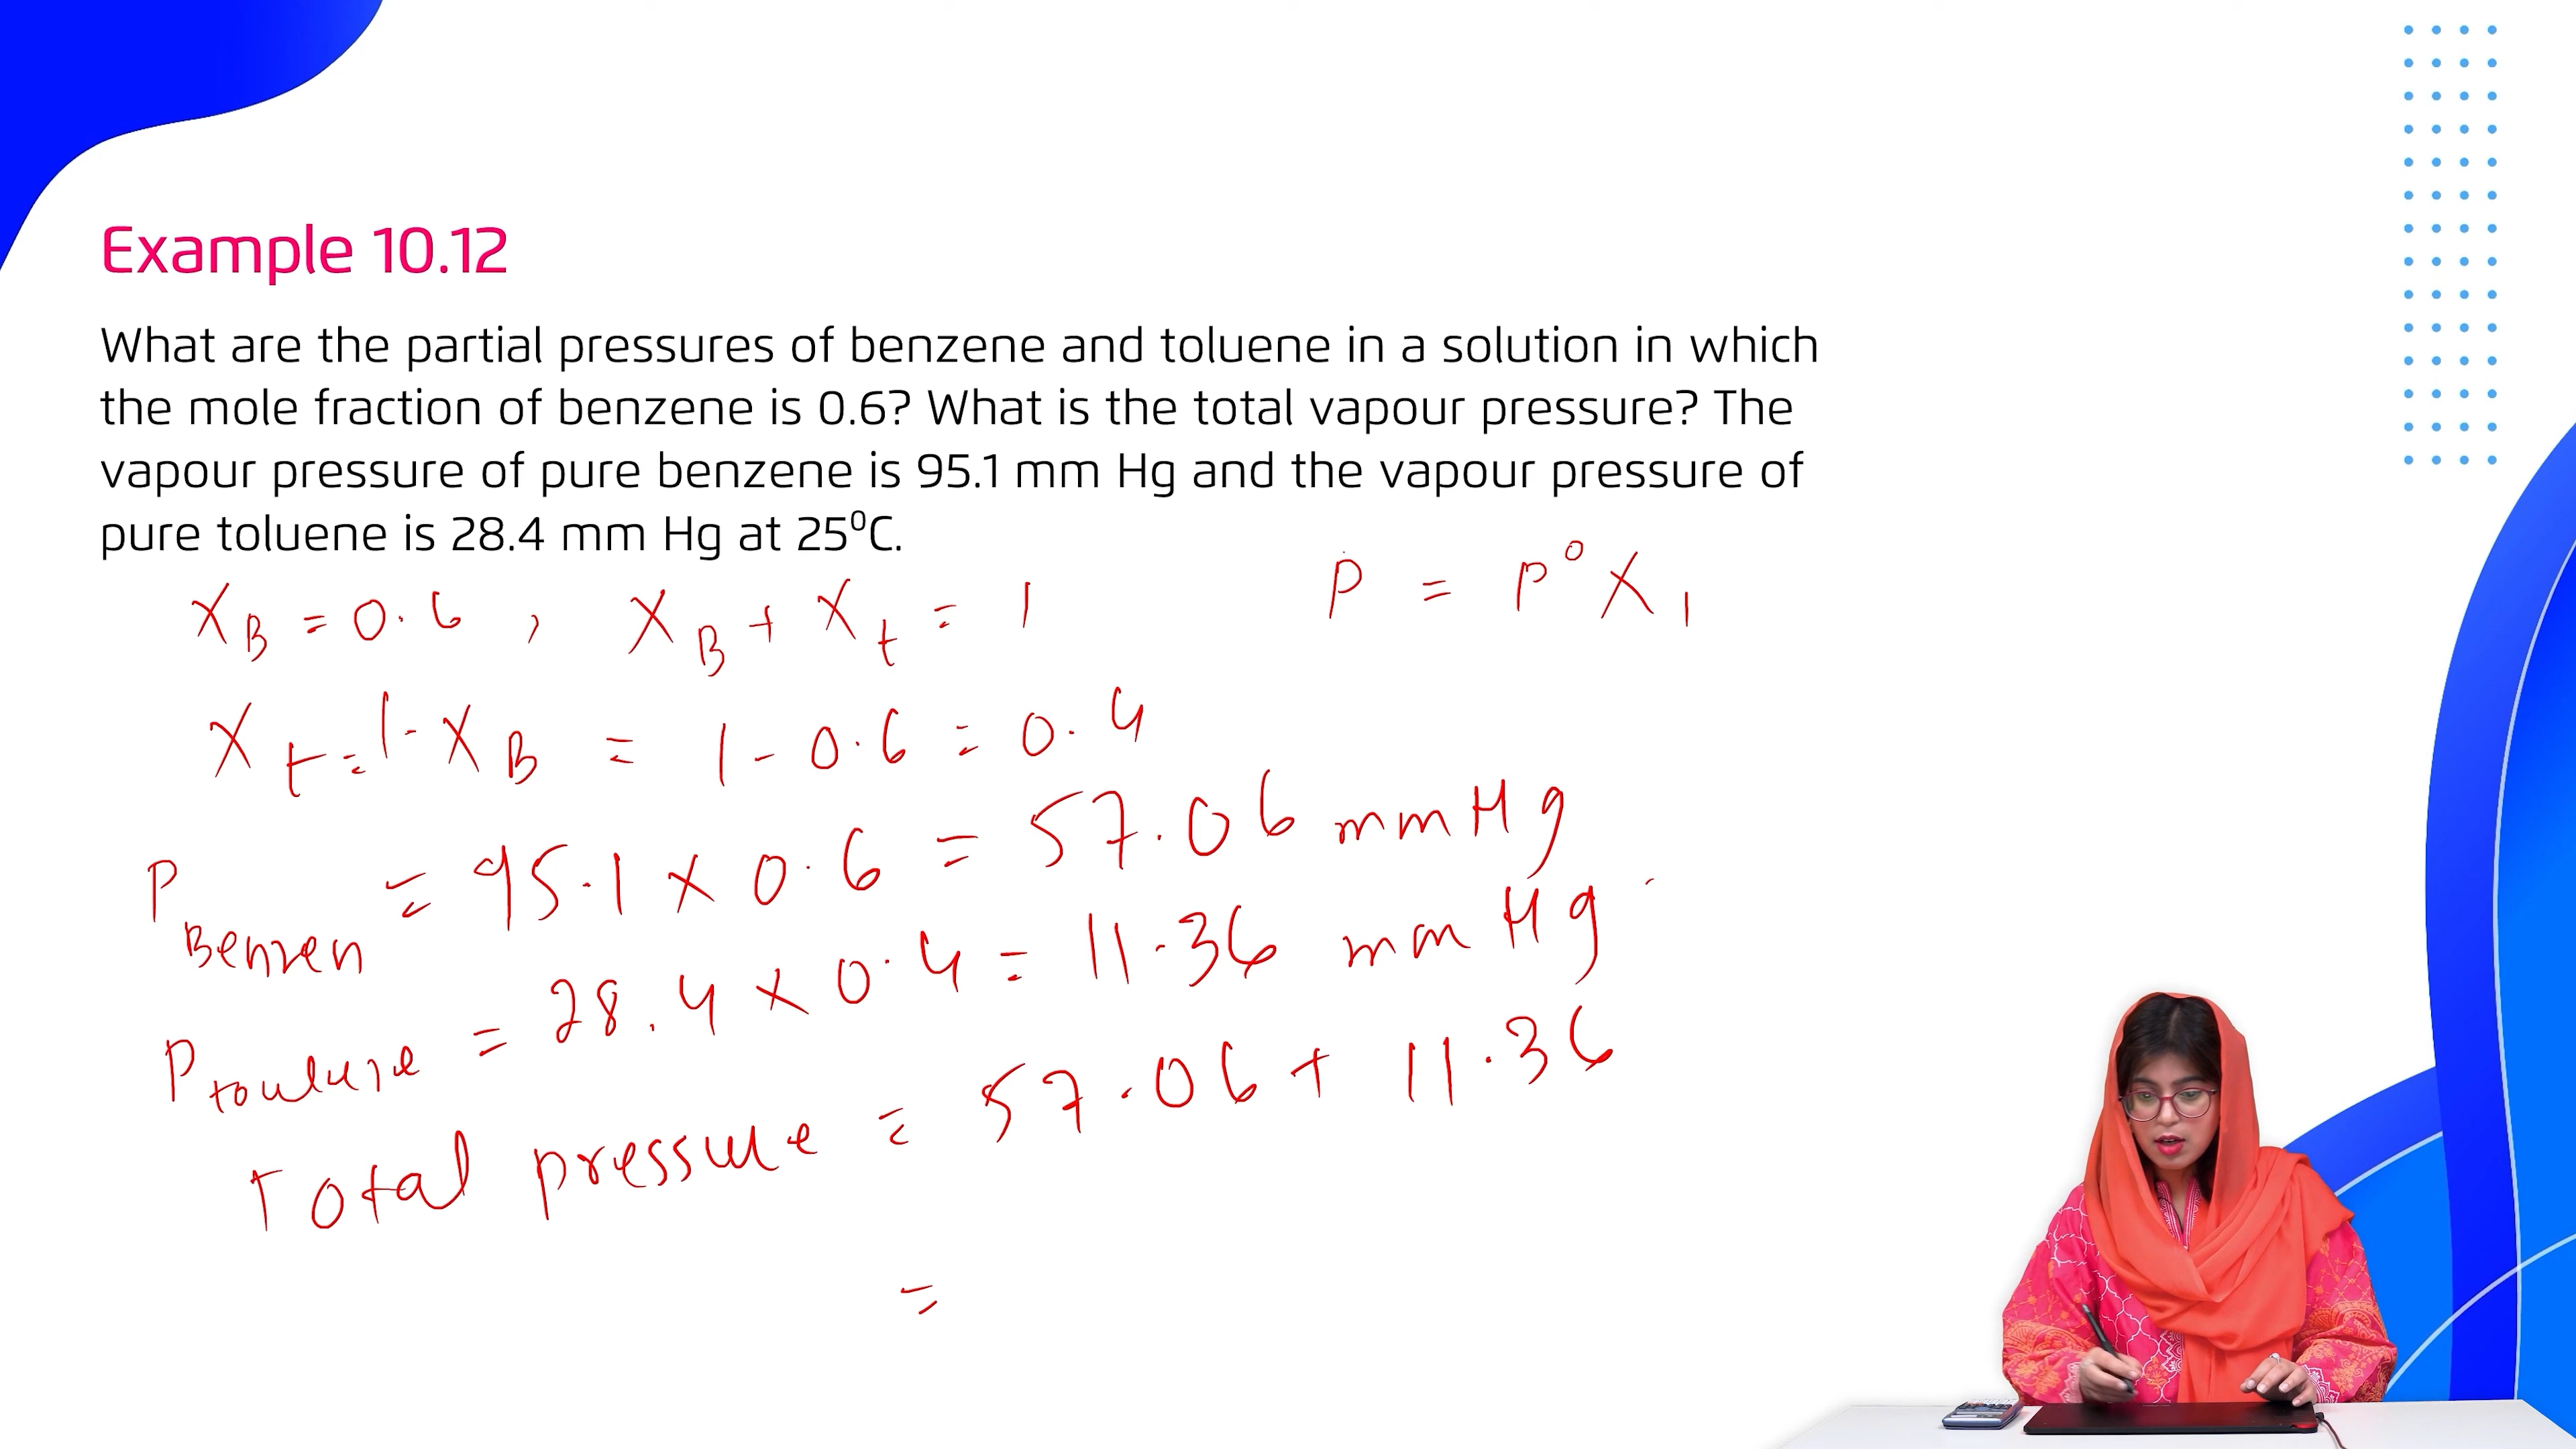 Example 10.12
What are the partial pressures of benzene and toluene in a solution in which
the mole fraction of benzene is 0.6? What is the total vapour pressure? The
vapour pressure of pure benzene is 95.1 mm Hg and the vapour pressure of
pure toluene is 28.4 mm Hg at 25⁰C.
X_B = 0.6 , X_B + X_t = 1
P = P° X_1
X_t = 1 - X_B = 1 - 0.6 = 0.4
P_Benzen = 95.1 × 0.6 = 57.06 mmHg
P_toulune = 28.4 × 0.4 = 11.36 mm Hg
Total pressure = 57.06 + 11.36
=